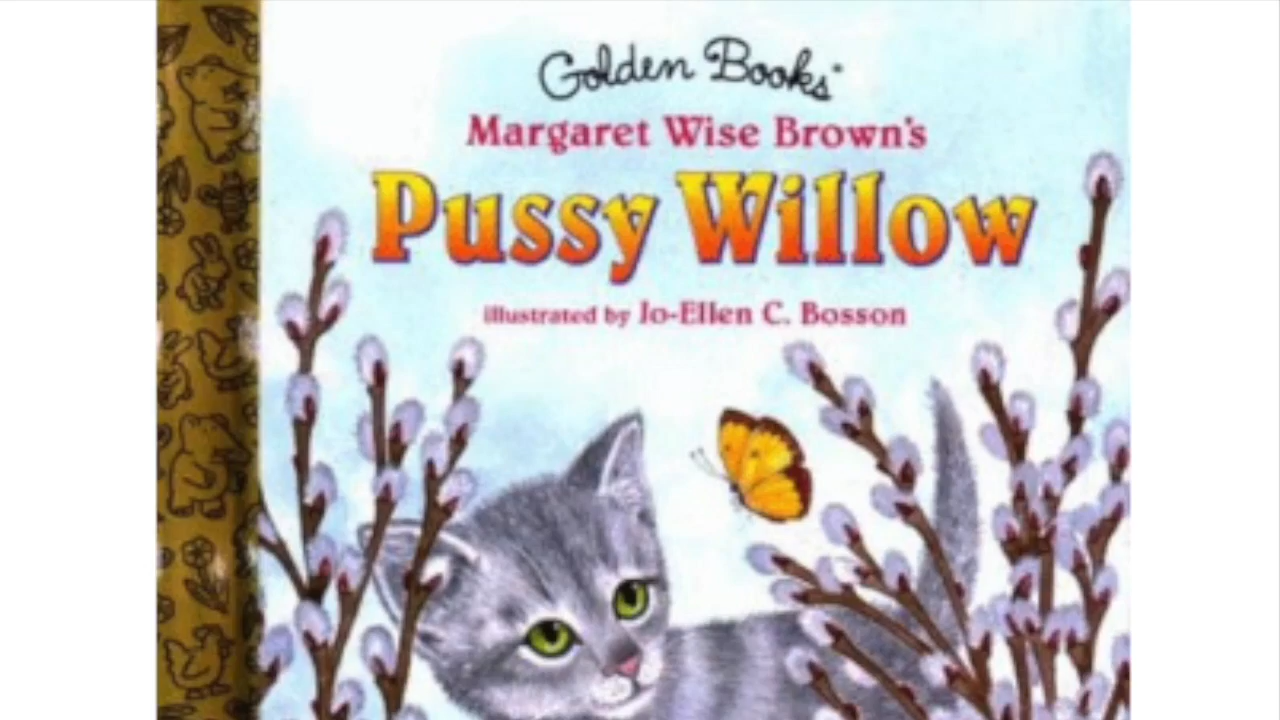 Golden Books
Margaret Wise Brown's
Pussy Willow
illustrated by Jo-Ellen C. Bosson